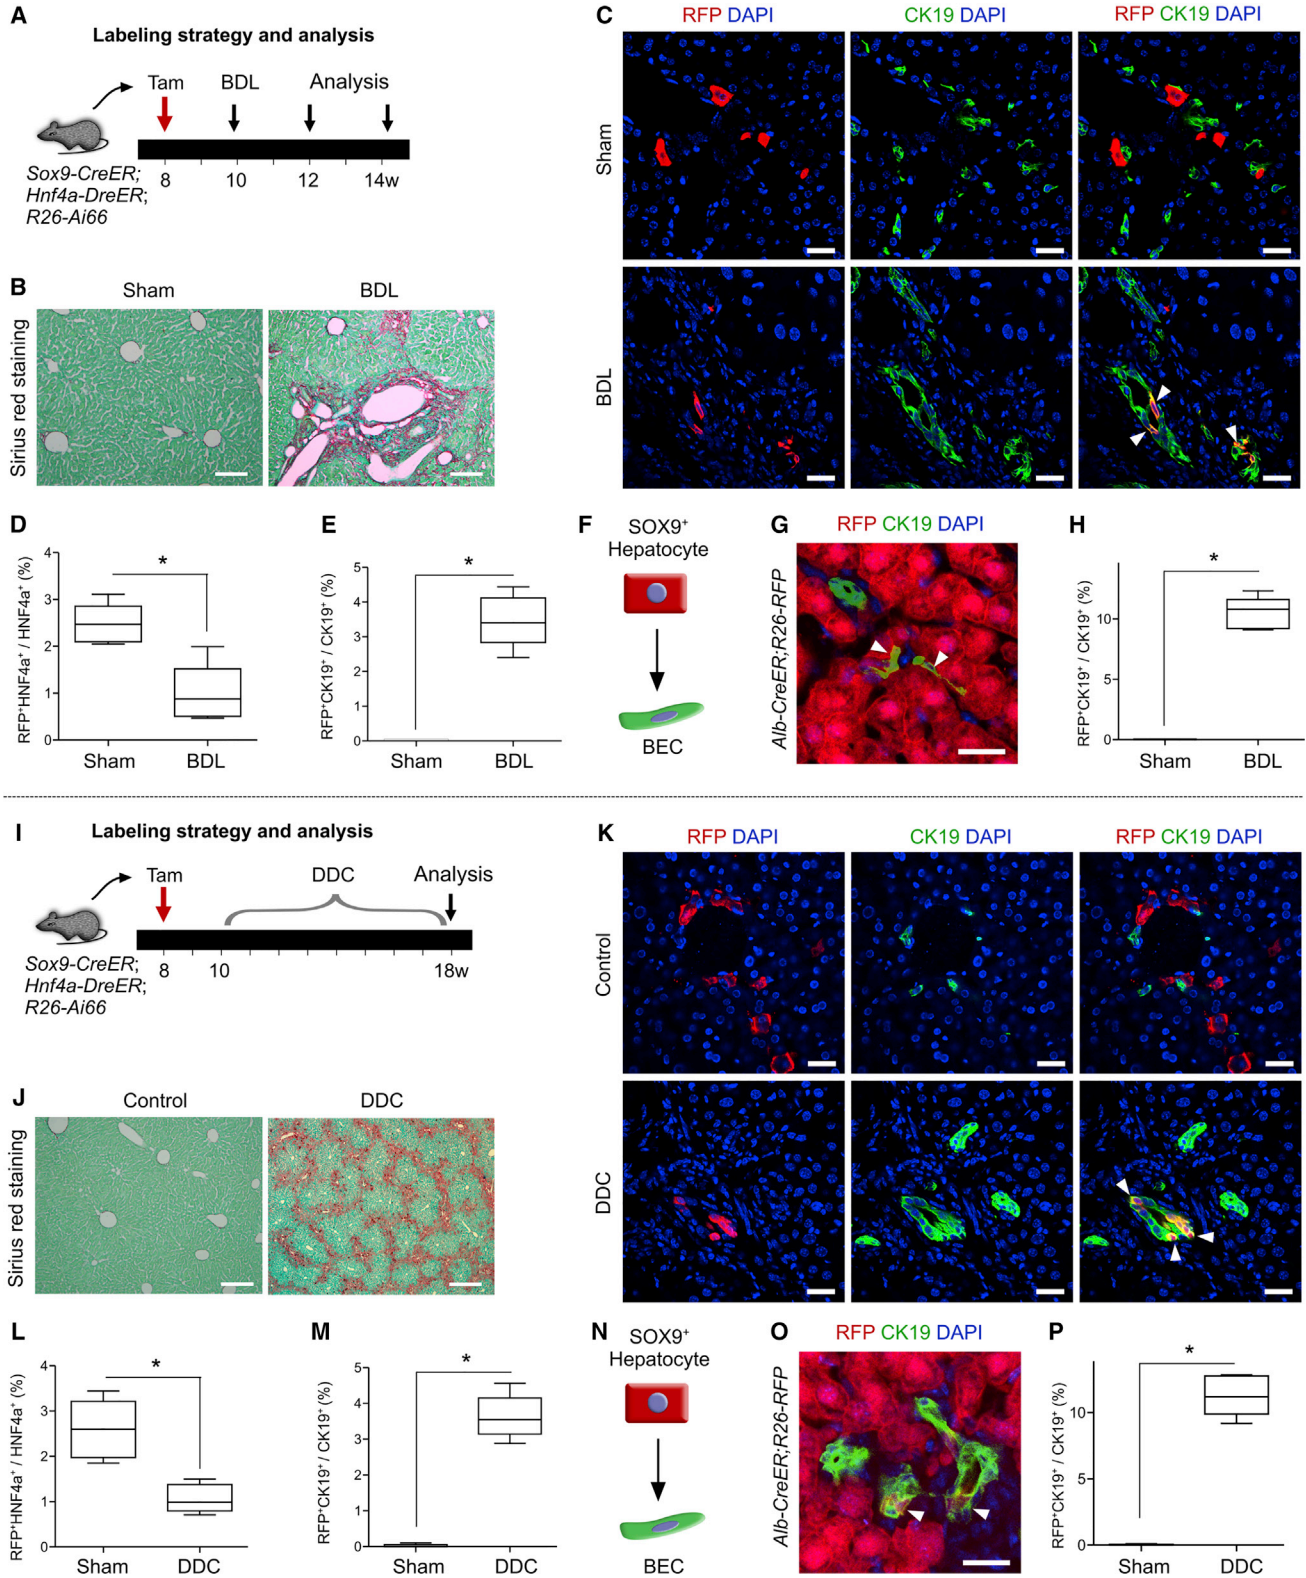 A
Labeling strategy and analysis
Tam
BDL
Analysis
Sox9-CreER;
Hnf4a-DreER;
R26-Ai66
8
10
12
14w
B
Sham
BDL
Sirius red staining
C
RFP DAPI
CK19 DAPI
RFP CK19 DAPI
Sham
BDL
D
RFP⁺HNF4a⁺ / HNF4a⁺ (%)
4
3
2
1
0
*
Sham
BDL
E
RFP⁺CK19⁺ / CK19⁺ (%)
5
4
3
2
1
0
*
Sham
BDL
F
SOX9⁺
Hepatocyte
BEC
G
RFP CK19 DAPI
Alb-CreER;R26-RFP
H
RFP⁺CK19⁺ / CK19⁺ (%)
10
5
0
*
Sham
BDL
I
Labeling strategy and analysis
Tam
DDC
Analysis
Sox9-CreER;
Hnf4a-DreER;
R26-Ai66
8
10
18w
J
Control
DDC
Sirius red staining
K
RFP DAPI
CK19 DAPI
RFP CK19 DAPI
Control
DDC
L
RFP⁺HNF4a⁺ / HNF4a⁺ (%)
4
3
2
1
0
*
Sham
DDC
M
RFP⁺CK19⁺ / CK19⁺ (%)
5
4
3
2
1
0
*
Sham
DDC
N
SOX9⁺
Hepatocyte
BEC
O
RFP CK19 DAPI
Alb-CreER;R26-RFP
P
RFP⁺CK19⁺ / CK19⁺ (%)
10
5
0
*
Sham
DDC